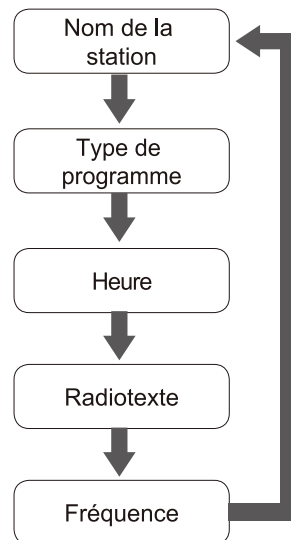 Nom de la
station
Type de
programme
Heure
Radiotexte
Fréquence